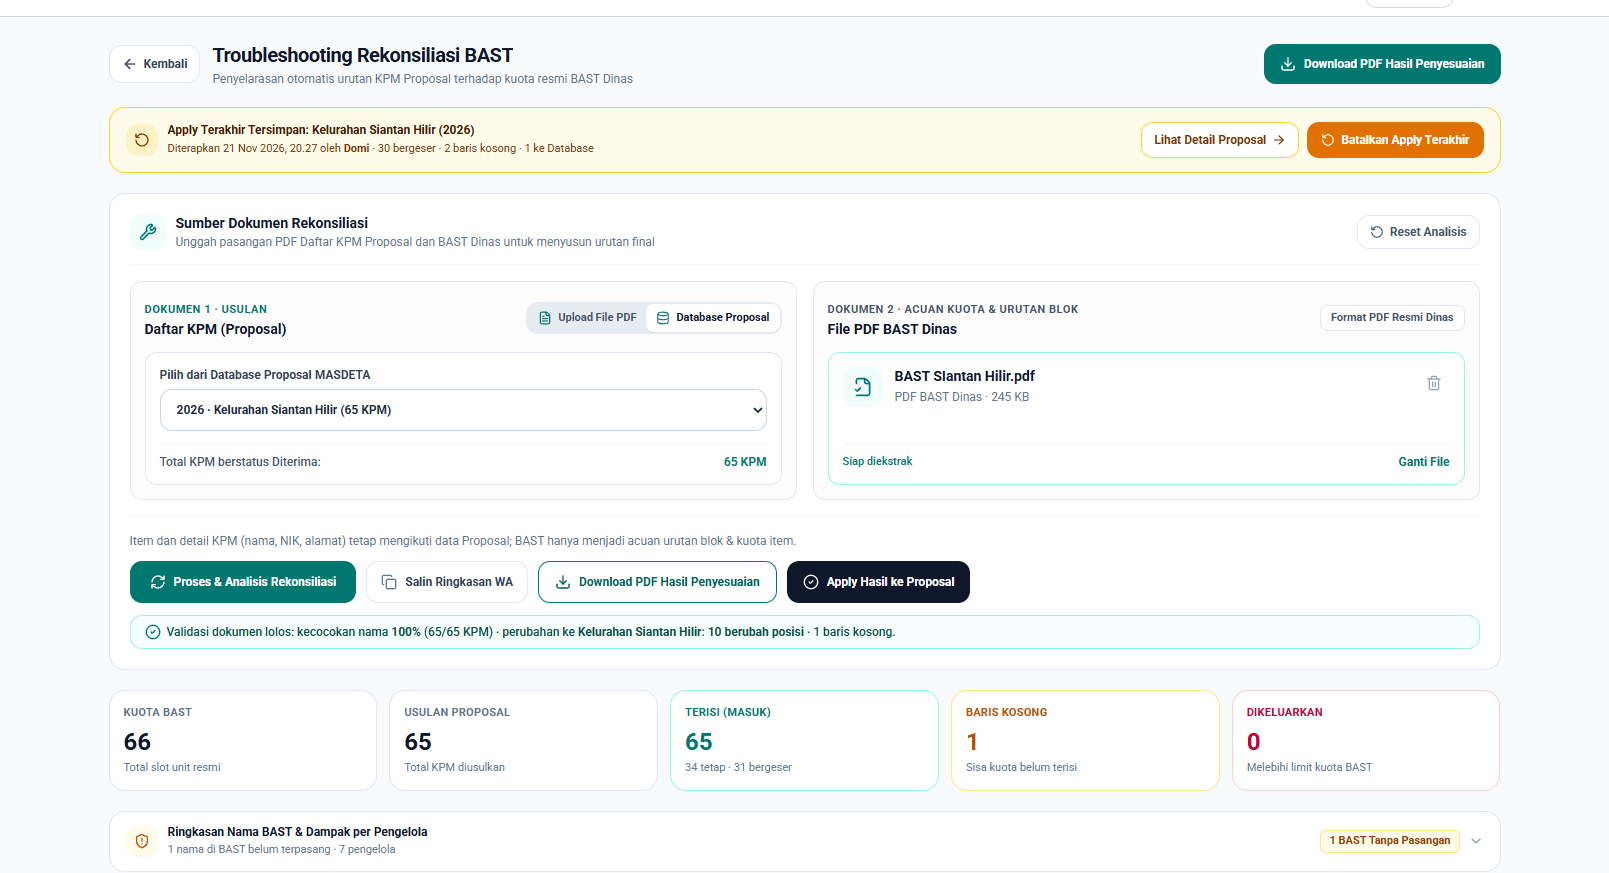 Kembali
Troubleshooting Rekonsiliasi BAST
Penyelarasan otomatis urutan KPM Proposal terhadap kuota resmi BAST Dinas
Download PDF Hasil Penyesuaian
Apply Terakhir Tersimpan: Kelurahan Siantan Hilir (2026)
Diterapkan 21 Nov 2026, 20.27 oleh Domi · 30 bergeser · 2 baris kosong · 1 ke Database
Lihat Detail Proposal →
Batalkan Apply Terakhir
Sumber Dokumen Rekonsiliasi
Unggah pasangan PDF Daftar KPM Proposal dan BAST Dinas untuk menyusun urutan final
Reset Analisis
DOKUMEN 1 · USULAN
Daftar KPM (Proposal)
Upload File PDF
Database Proposal
Pilih dari Database Proposal MASDETA
2026 · Kelurahan Siantan Hilir (65 KPM)
Total KPM berstatus Diterima:
65 KPM
DOKUMEN 2 · ACUAN KUOTA & URUTAN BLOK
File PDF BAST Dinas
Format PDF Resmi Dinas
BAST SIantan Hilir.pdf
PDF BAST Dinas · 245 KB
Siap diekstrak
Ganti File
Item dan detail KPM (nama, NIK, alamat) tetap mengikuti data Proposal; BAST hanya menjadi acuan urutan blok & kuota item.
Proses & Analisis Rekonsiliasi
Salin Ringkasan WA
Download PDF Hasil Penyesuaian
Apply Hasil ke Proposal
Validasi dokumen lolos: kecocokan nama 100% (65/65 KPM) · perubahan ke Kelurahan Siantan Hilir: 10 berubah posisi · 1 baris kosong.
KUOTA BAST
66
Total slot unit resmi
USULAN PROPOSAL
65
Total KPM diusulkan
TERISI (MASUK)
65
34 tetap · 31 bergeser
BARIS KOSONG
1
Sisa kuota belum terisi
DIKELUARKAN
0
Melebihi limit kuota BAST
Ringkasan Nama BAST & Dampak per Pengelola
1 nama di BAST belum terpasang · 7 pengelola
1 BAST Tanpa Pasangan